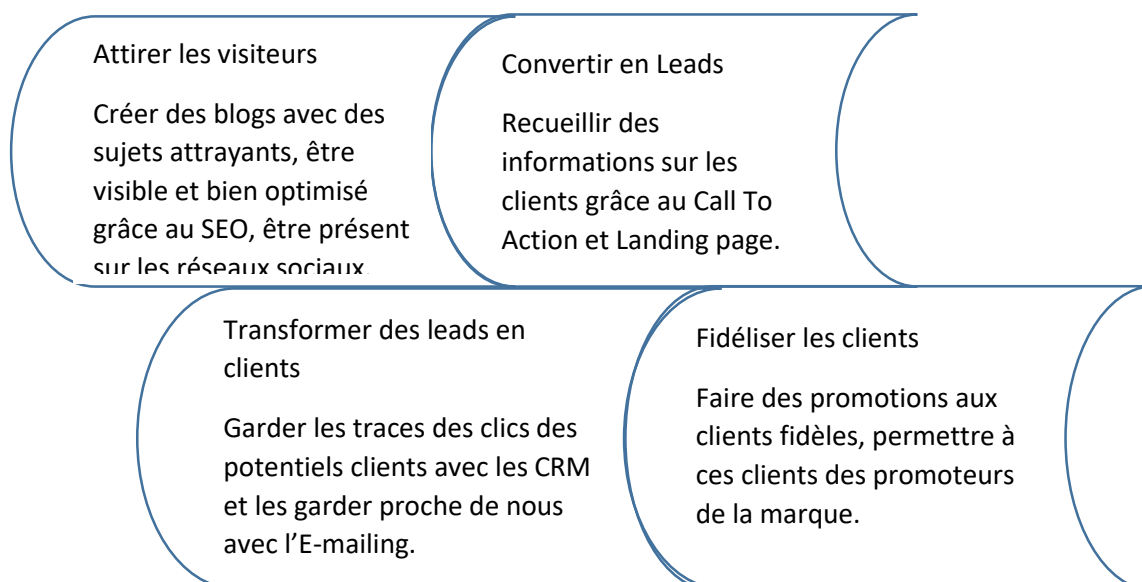 Attirer les visiteurs
Créer des blogs avec des
sujets attrayants, être
visible et bien optimisé
grâce au SEO, être présent
sur les réseaux sociaux.
Convertir en Leads
Recueillir des
informations sur les
clients grâce au Call To
Action et Landing page.
Transformer des leads en
clients
Garder les traces des clics des
potentiels clients avec les CRM
et les garder proche de nous
avec l’E-mailing.
Fidéliser les clients
Faire des promotions aux
clients fidèles, permettre à
ces clients des promoteurs
de la marque.